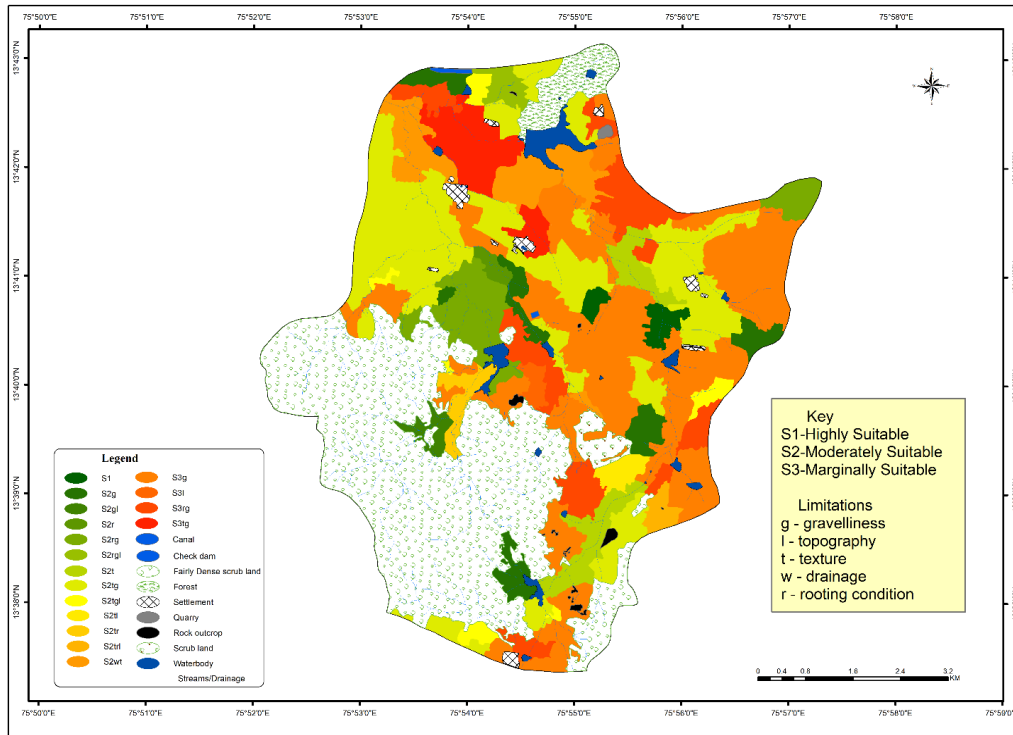 75°50'0"E 75°51'0"E 75°52'0"E 75°53'0"E 75°54'0"E 75°55'0"E 75°56'0"E 75°57'0"E 75°58'0"E 75°59'0"E
13°43'0"N
13°42'0"N
13°41'0"N
13°40'0"N
13°39'0"N
13°38'0"N
Legend
S1
S2g
S2gl
S2r
S2rg
S2rgl
S2t
S2tg
S2tgl
S2tl
S2tr
S2trl
S2wt
S3g
S3l
S3rg
S3tg
Canal
Check dam
Fairly Dense scrub land
Forest
Settlement
Quarry
Rock outcrop
Scrub land
Waterbody
Streams/Drainage
Key
S1-Highly Suitable
S2-Moderately Suitable
S3-Marginally Suitable
Limitations
g - gravelliness
l - topography
t - texture
w - drainage
r - rooting condition
0 0.4 0.8 1.6 2.4 3.2
KM
75°50'0"E 75°51'0"E 75°52'0"E 75°53'0"E 75°54'0"E 75°55'0"E 75°56'0"E 75°57'0"E 75°58'0"E 75°59'0"E